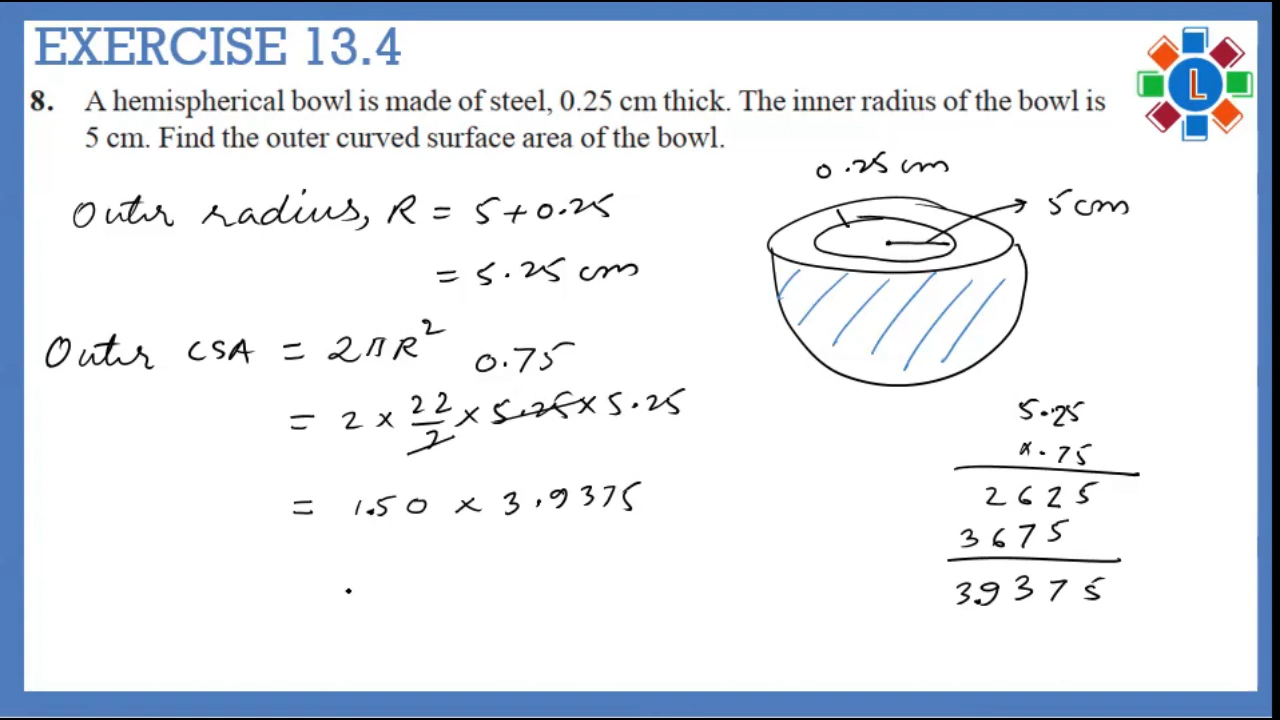 EXERCISE 13.4
L
8. A hemispherical bowl is made of steel, 0.25 cm thick. The inner radius of the bowl is
5 cm. Find the outer curved surface area of the bowl.
0.25 cm
5 cm
Outer radius, R = 5+0.25
= 5.25 cm
Outer CSA = 2πR²
0.75
= 2 × 22/7 × 5.25 × 5.25
= 1.50 × 3.9375
5.25
×.75
2625
3675
3.9375